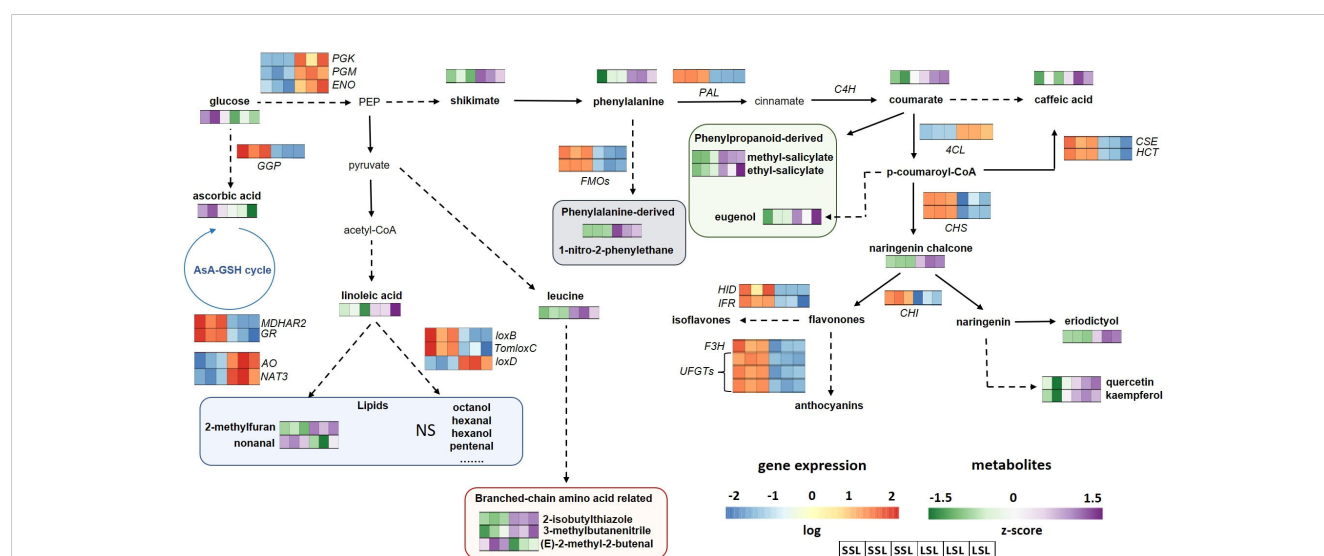 PGK
PGM
ENO
glucose
PEP
shikimate
phenylalanine
PAL
cinnamate
C4H
coumarate
caffeic acid
GGP
pyruvate
FMOs
Phenylpropanoid-derived
methyl-salicylate
ethyl-salicylate
eugenol
4CL
CSE
HCT
p-coumaroyl-CoA
ascorbic acid
acetyl-CoA
Phenylalanine-derived
1-nitro-2-phenylethane
CHS
naringenin chalcone
AsA-GSH cycle
linoleic acid
leucine
HID
IFR
CHI
isoflavones
flavonones
naringenin
eriodictyol
MDHAR2
GR
loxB
TomloxC
loxD
AO
NAT3
F3H
UFGTs
anthocyanins
quercetin
kaempferol
Lipids
2-methylfuran
nonanal
NS
octanol
hexanal
hexanol
pentenal
.......
Branched-chain amino acid related
2-isobutylthiazole
3-methylbutanenitrile
(E)-2-methyl-2-butenal
gene expression
-2 -1 0 1 2
log
metabolites
-1.5 0 1.5
z-score
SSL SSL SSL LSL LSL LSL